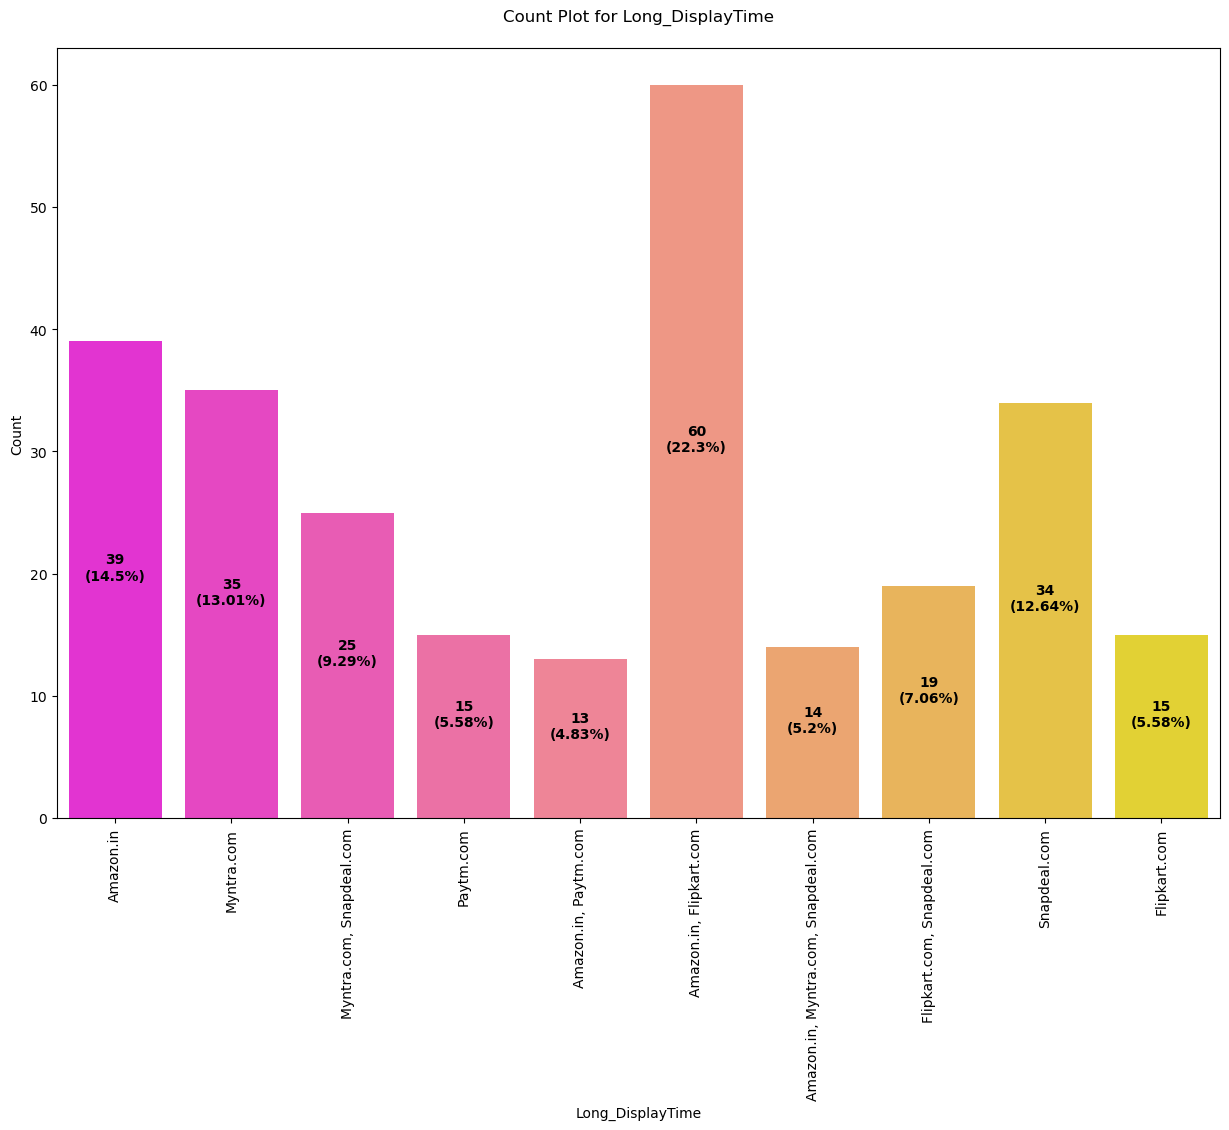 Count Plot for Long_DisplayTime
60
50
40
30
20
10
0
Count
39
(14.5%)
35
(13.01%)
25
(9.29%)
15
(5.58%)
13
(4.83%)
60
(22.3%)
14
(5.2%)
19
(7.06%)
34
(12.64%)
15
(5.58%)
Amazon.in
Myntra.com
Myntra.com, Snapdeal.com
Paytm.com
Amazon.in, Paytm.com
Amazon.in, Flipkart.com
Amazon.in, Myntra.com, Snapdeal.com
Flipkart.com, Snapdeal.com
Snapdeal.com
Flipkart.com
Long_DisplayTime